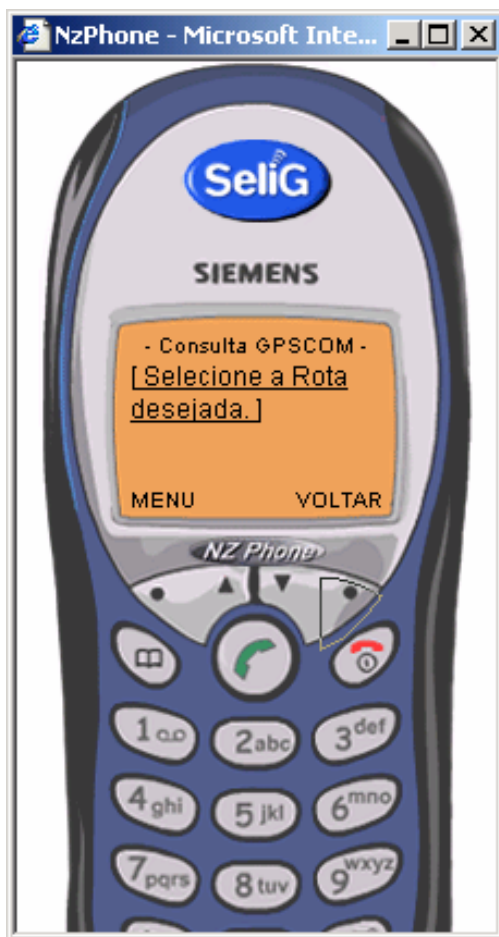 NzPhone - Microsoft Inte...
SeliG
SIEMENS
- Consulta GPSCOM -
[ Selecione a Rota
desejada. ]
MENU VOLTAR
NZ Phone
1
2abc
3def
4ghi
5jkl
6mno
7pqrs
8tuv
9wxyz